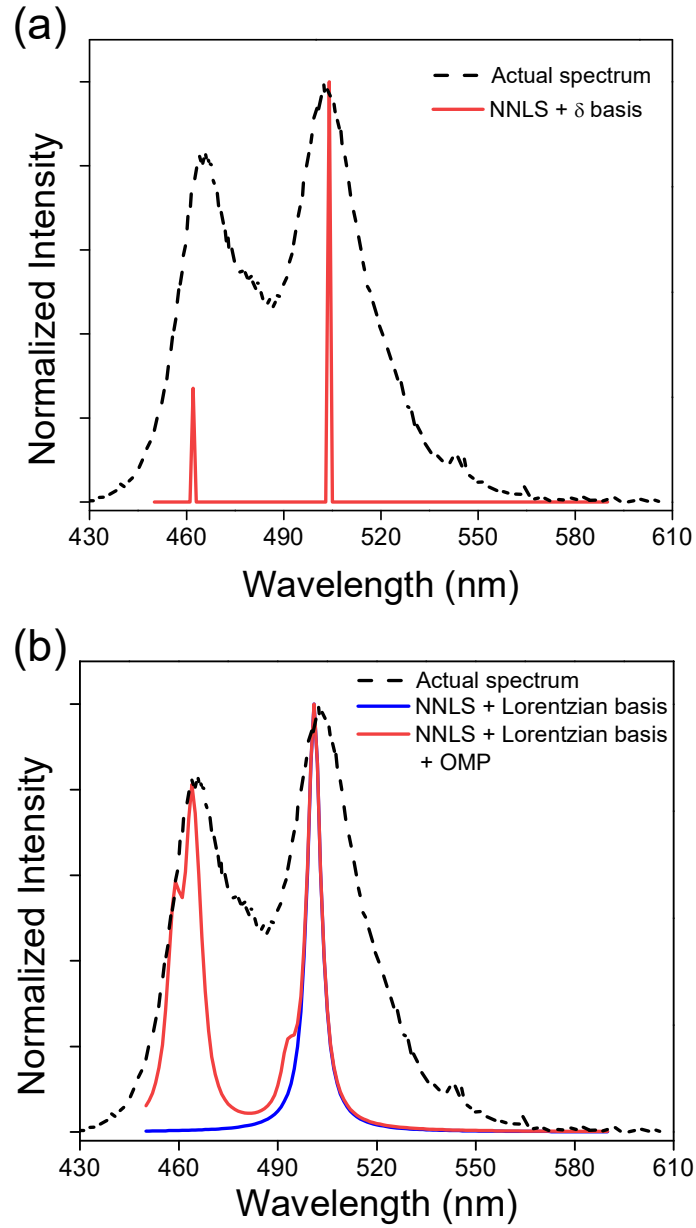 (a)
Actual spectrum
NNLS + δ basis
Normalized Intensity
430 460 490 520 550 580 610
Wavelength (nm)
(b)
Actual spectrum
NNLS + Lorentzian basis
NNLS + Lorentzian basis
+ OMP
Normalized Intensity
430 460 490 520 550 580 610
Wavelength (nm)